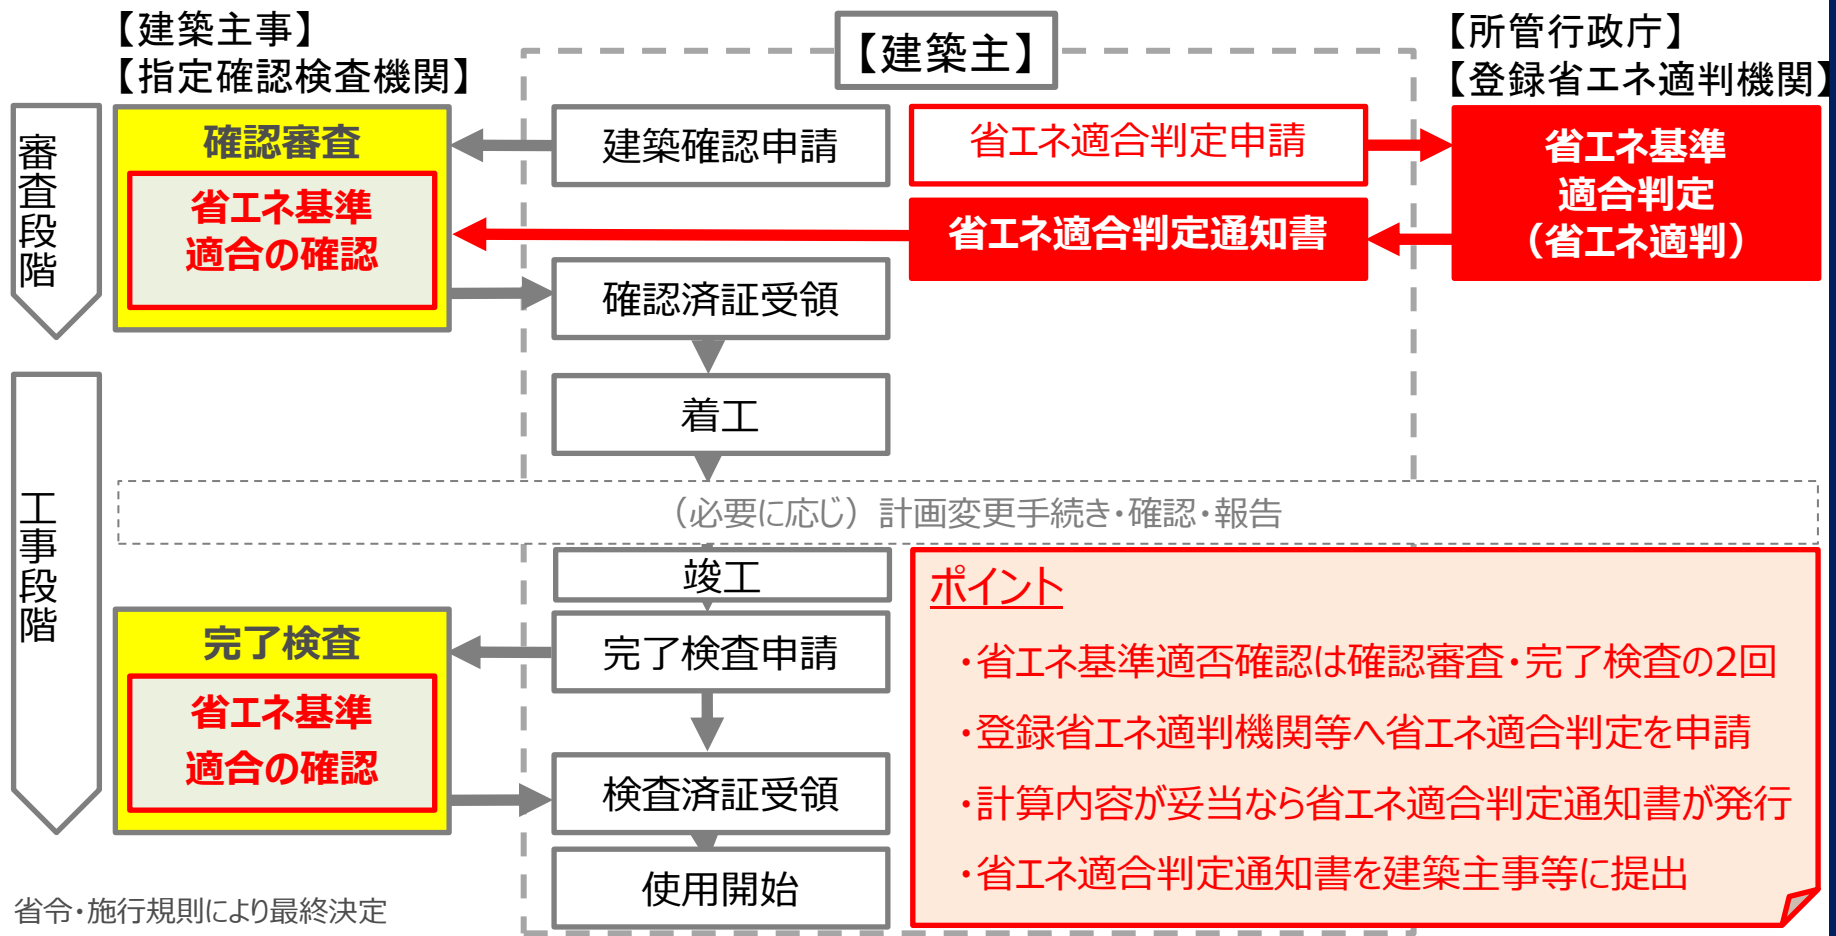 【建築主事】
【指定確認検査機関】
【建築主】
【所管行政庁】
【登録省エネ適判機関】
審査段階
確認審査
省エネ基準
適合の確認
建築確認申請
省エネ適合判定申請
省エネ基準
適合判定
（省エネ適判）
省エネ適合判定通知書
確認済証受領
着工
（必要に応じ）計画変更手続き・確認・報告
工事段階
竣工
完了検査
省エネ基準
適合の確認
完了検査申請
検査済証受領
使用開始
ポイント
・省エネ基準適否確認は確認審査・完了検査の2回
・登録省エネ適判機関等へ省エネ適合判定を申請
・計算内容が妥当なら省エネ適合判定通知書が発行
・省エネ適合判定通知書を建築主事等に提出
省令・施行規則により最終決定